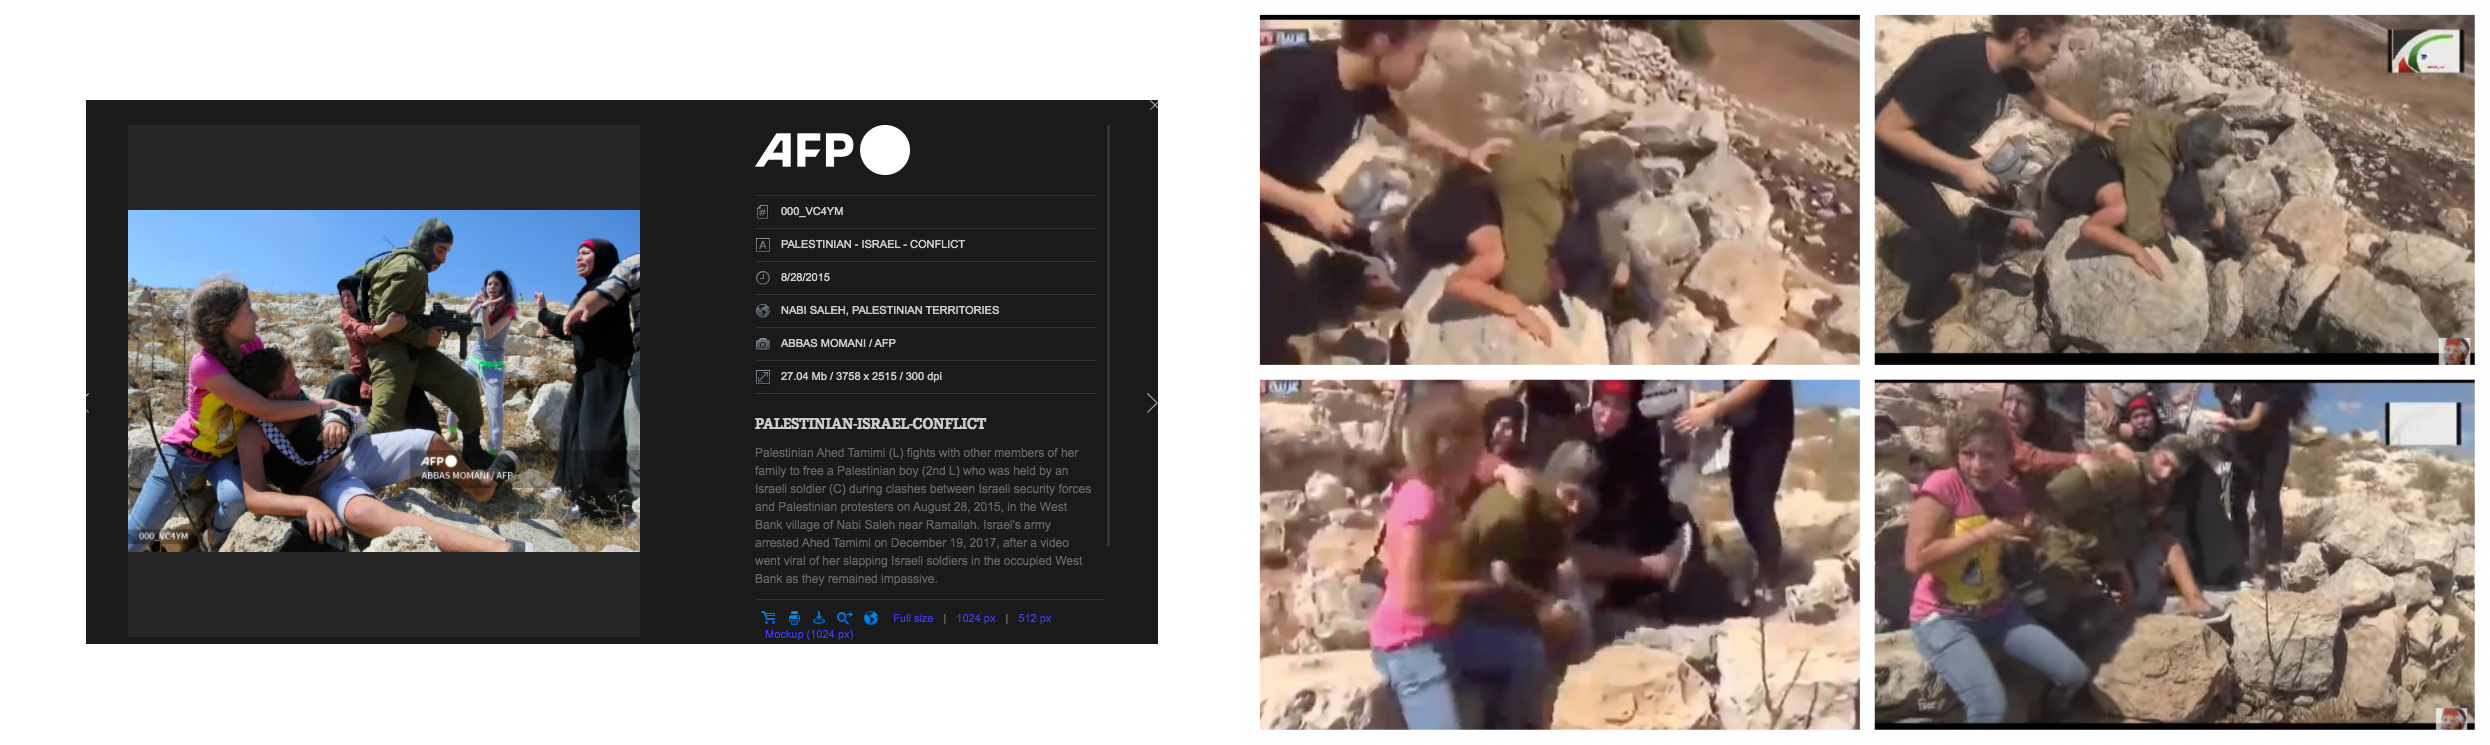 AFP
000_VC4YM
PALESTINIAN - ISRAEL - CONFLICT
8/28/2015
NABI SALEH, PALESTINIAN TERRITORIES
ABBAS MOMANI / AFP
27.04 Mb / 3758 x 2515 / 300 dpi
PALESTINIAN-ISRAEL-CONFLICT
Palestinian Ahed Tamimi (L) fights with other members of her
family to free a Palestinian boy (2nd L) who was held by an
Israeli soldier (C) during clashes between Israeli security forces
and Palestinian protesters on August 28, 2015, in the West
Bank village of Nabi Saleh near Ramallah. Israel's army
arrested Ahed Tamimi on December 19, 2017, after a video
went viral of her slapping Israeli soldiers in the occupied West
Bank as they remained impassive.
Full size | 1024 px | 512 px
Mockup (1024 px)
AFP
ABBAS MOMANI / AFP
000_VC4YM